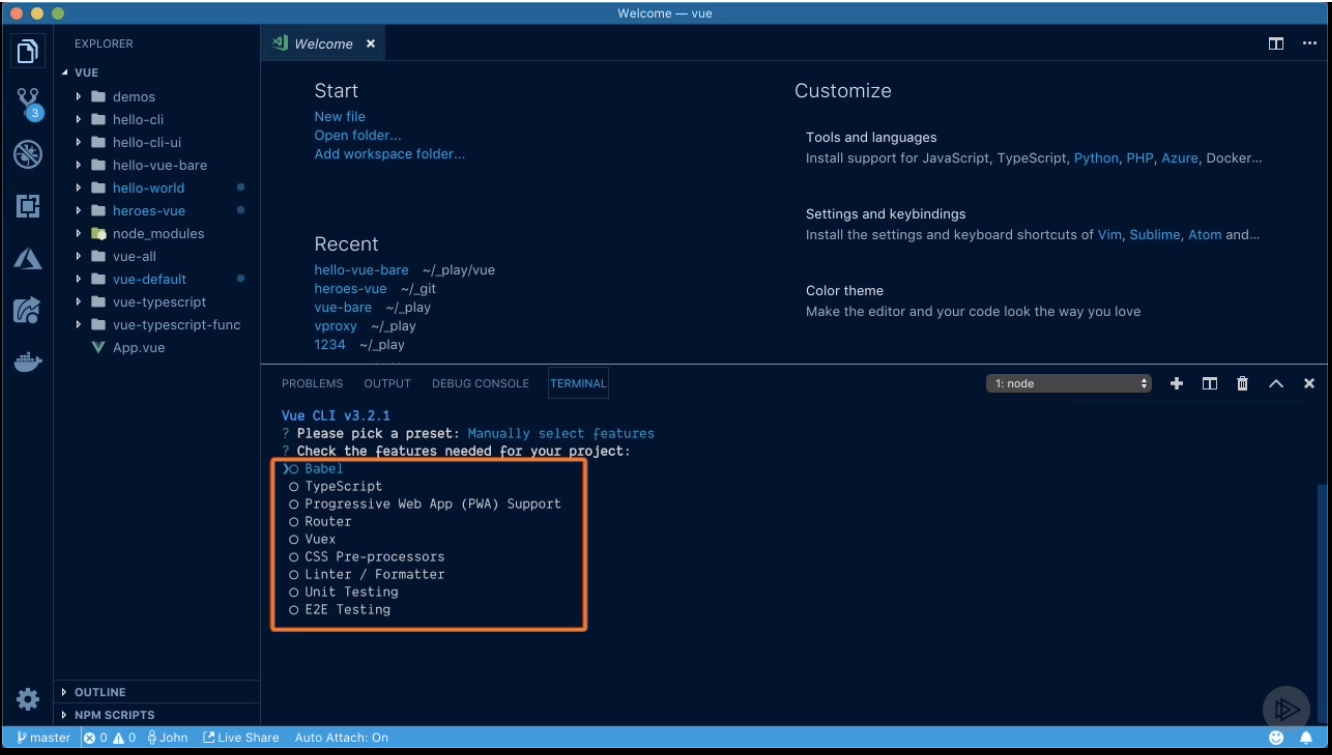 Welcome — vue
EXPLORER
VUE
demos
hello-cli
hello-cli-ui
hello-vue-bare
hello-world
heroes-vue
node_modules
vue-all
vue-default
vue-typescript
vue-typescript-func
App.vue
OUTLINE
NPM SCRIPTS
3
Welcome
Start
New file
Open folder...
Add workspace folder...
Recent
hello-vue-bare ~/_play/vue
heroes-vue ~/_git
vue-bare ~/_play
vproxy ~/_play
1234 ~/_play
Customize
Tools and languages
Install support for JavaScript, TypeScript, Python, PHP, Azure, Docker...
Settings and keybindings
Install the settings and keyboard shortcuts of Vim, Sublime, Atom and...
Color theme
Make the editor and your code look the way you love
PROBLEMS OUTPUT DEBUG CONSOLE TERMINAL
1: node
Vue CLI v3.2.1
? Please pick a preset: Manually select features
? Check the features needed for your project:
❯◯ Babel
◯ TypeScript
◯ Progressive Web App (PWA) Support
◯ Router
◯ Vuex
◯ CSS Pre-processors
◯ Linter / Formatter
◯ Unit Testing
◯ E2E Testing
master 0 0 John Live Share Auto Attach: On